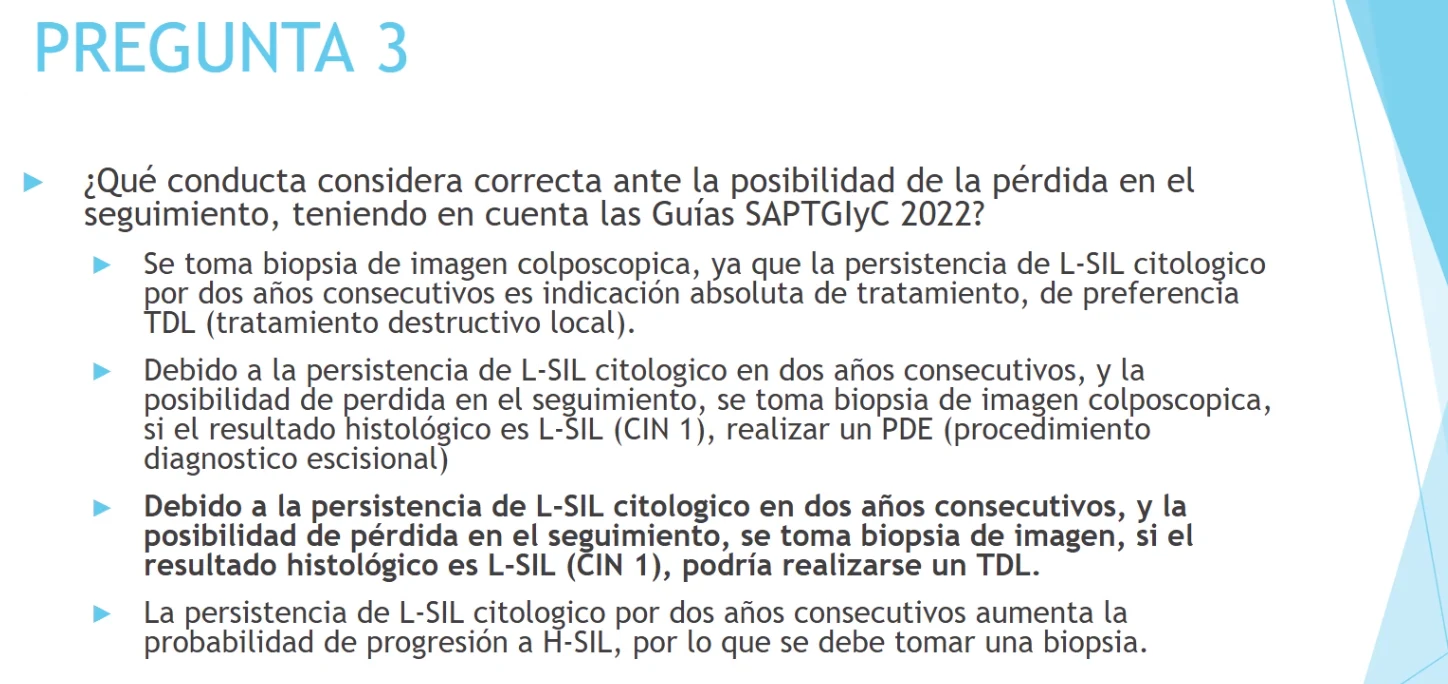 PREGUNTA 3
¿Qué conducta considera correcta ante la posibilidad de la pérdida en el
seguimiento, teniendo en cuenta las Guías SAPTGIyC 2022?
Se toma biopsia de imagen colposcopica, ya que la persistencia de L-SIL citologico
por dos años consecutivos es indicación absoluta de tratamiento, de preferencia
TDL (tratamiento destructivo local).
Debido a la persistencia de L-SIL citologico en dos años consecutivos, y la
posibilidad de perdida en el seguimiento, se toma biopsia de imagen colposcopica,
si el resultado histológico es L-SIL (CIN 1), realizar un PDE (procedimiento
diagnostico escisional)
Debido a la persistencia de L-SIL citologico en dos años consecutivos, y la
posibilidad de pérdida en el seguimiento, se toma biopsia de imagen, si el
resultado histológico es L-SIL (CIN 1), podría realizarse un TDL.
La persistencia de L-SIL citologico por dos años consecutivos aumenta la
probabilidad de progresión a H-SIL, por lo que se debe tomar una biopsia.